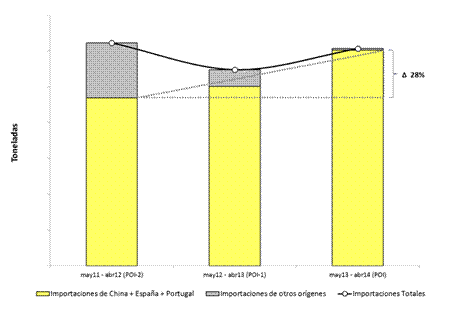 Toneladas
Δ 28%
may11 - abr12 (POI-2)
may12 - abr13 (POI-1)
may13 - abr14 (POI)
Importaciones de China + España + Portugal
Importaciones de otros orígenes
Importaciones Totales